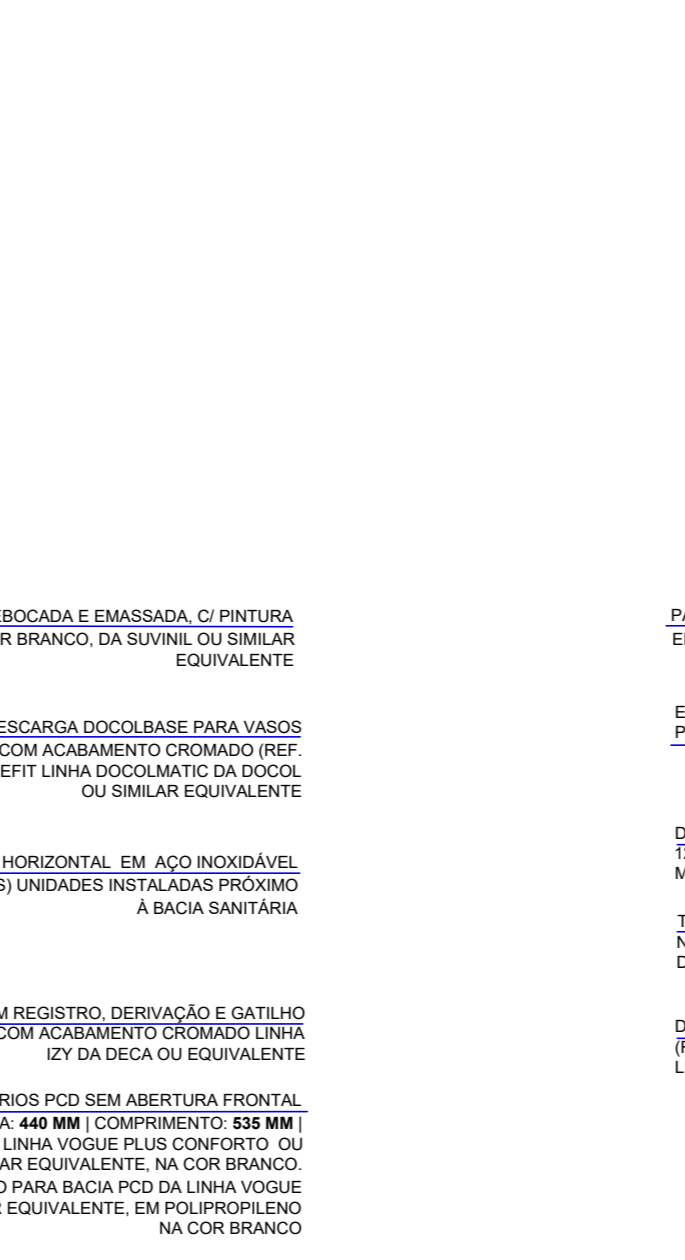 EBOCADA E EMASSADA, C/ PINTURA
R BRANCO, DA SUVINIL OU SIMILAR
EQUIVALENTE
ESCARGA DOCOLBASE PARA VASOS
COM ACABAMENTO CROMADO (REF.
EFIT LINHA DOCOLMATIC DA DOCOL
OU SIMILAR EQUIVALENTE
HORIZONTAL EM AÇO INOXIDÁVEL
S) UNIDADES INSTALADAS PRÓXIMO
À BACIA SANITÁRIA
M REGISTRO, DERIVAÇÃO E GATILHO
COM ACABAMENTO CROMADO LINHA
IZY DA DECA OU EQUIVALENTE
RIOS PCD SEM ABERTURA FRONTAL
A: 440 MM | COMPRIMENTO: 535 MM |
LINHA VOGUE PLUS CONFORTO OU
AR EQUIVALENTE, NA COR BRANCO.
O PARA BACIA PCD DA LINHA VOGUE
R EQUIVALENTE, EM POLIPROPILENO
NA COR BRANCO
PA
E
P
D
12
M
T
N
D
D
L